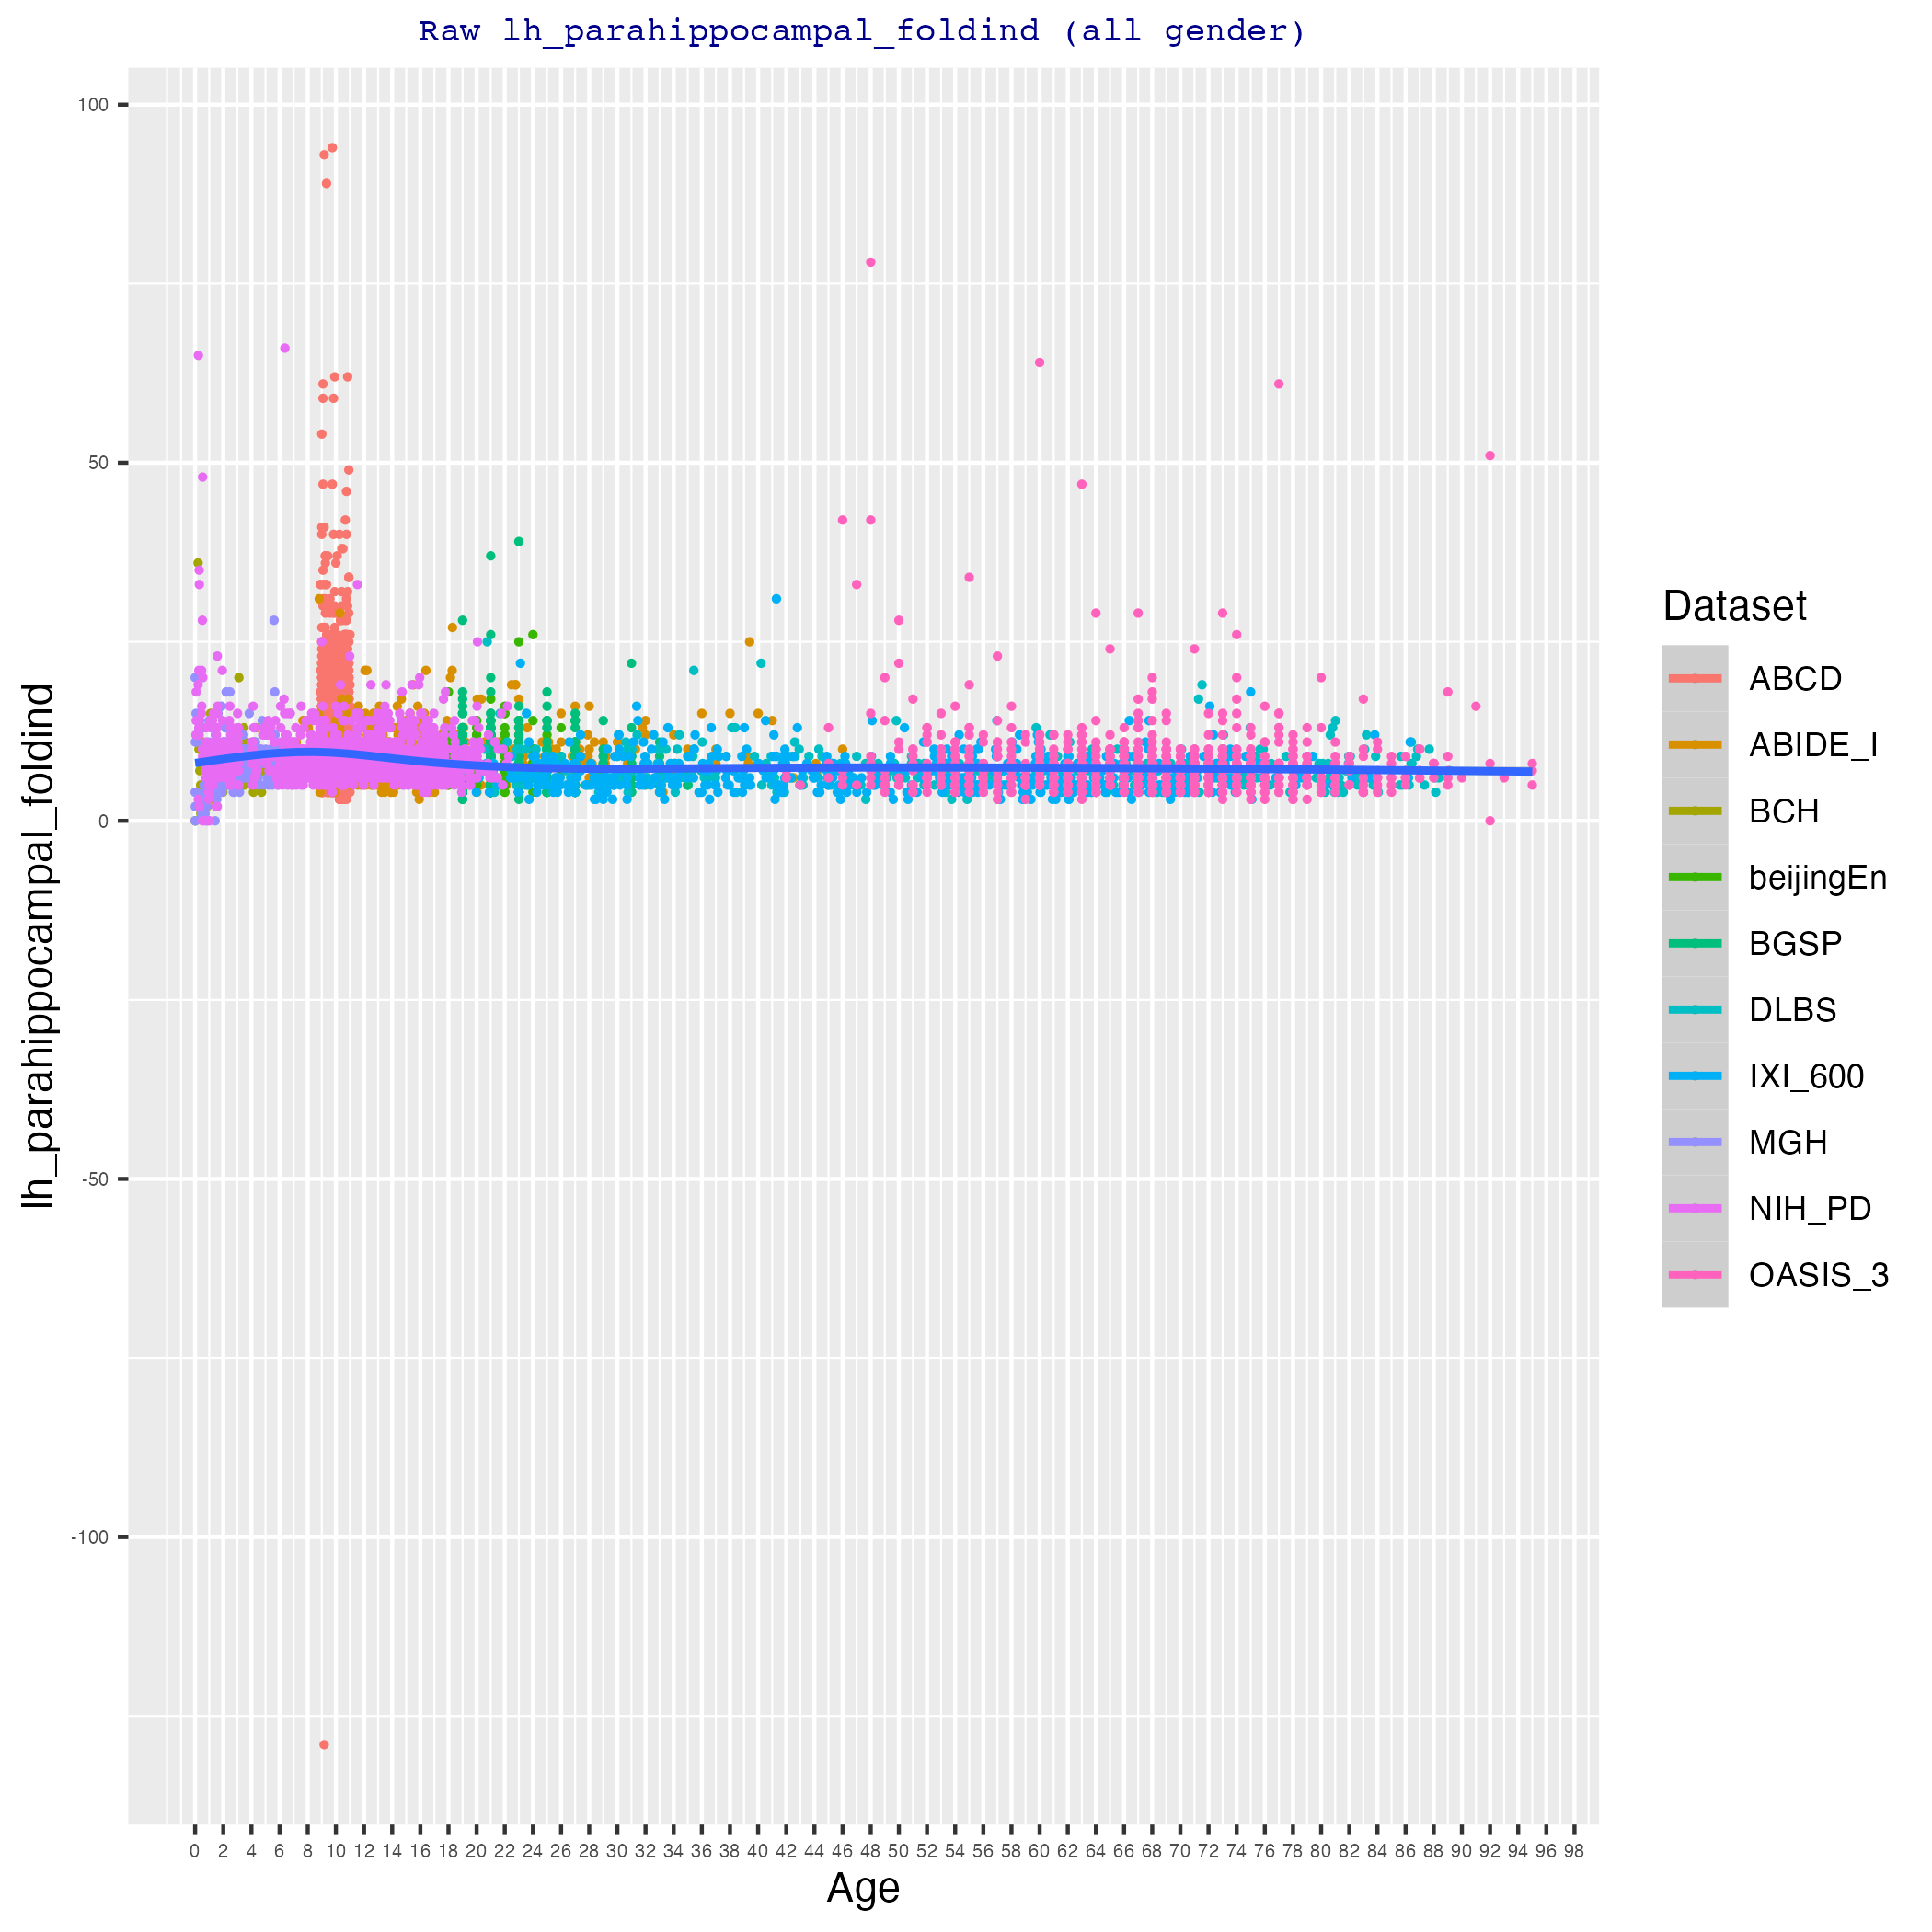 Raw lh_parahippocampal_foldind (all gender)
lh_parahippocampal_foldind
100
50
0
-50
-100
0 2 4 6 8 10 12 14 16 18 20 22 24 26 28 30 32 34 36 38 40 42 44 46 48 50 52 54 56 58 60 62 64 66 68 70 72 74 76 78 80 82 84 86 88 90 92 94 96 98
Age
Dataset
ABCD
ABIDE_I
BCH
beijingEn
BGSP
DLBS
IXI_600
MGH
NIH_PD
OASIS_3